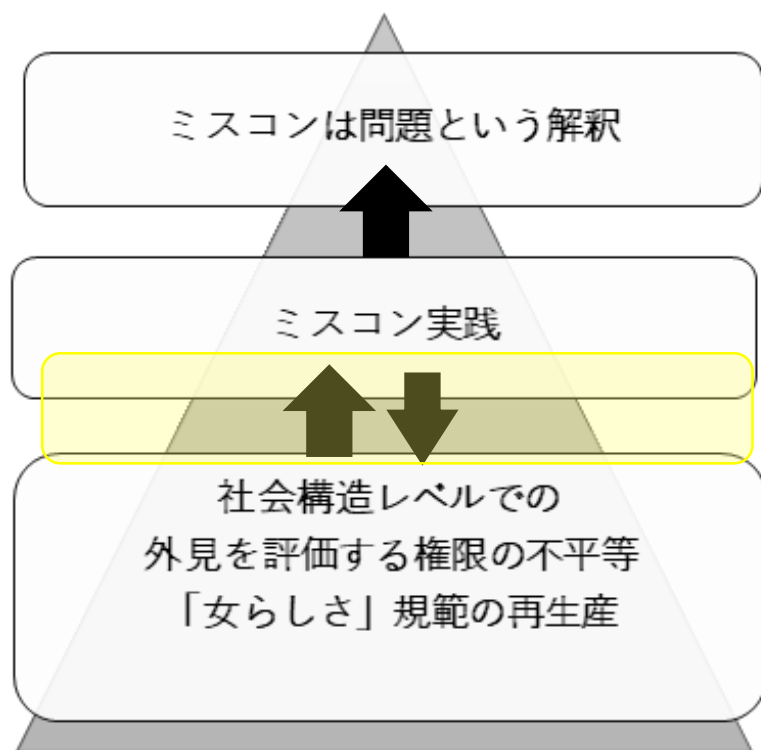 ミスコンは問題という解釈
ミスコン実践
社会構造レベルでの
外見を評価する権限の不平等
「女らしさ」規範の再生産